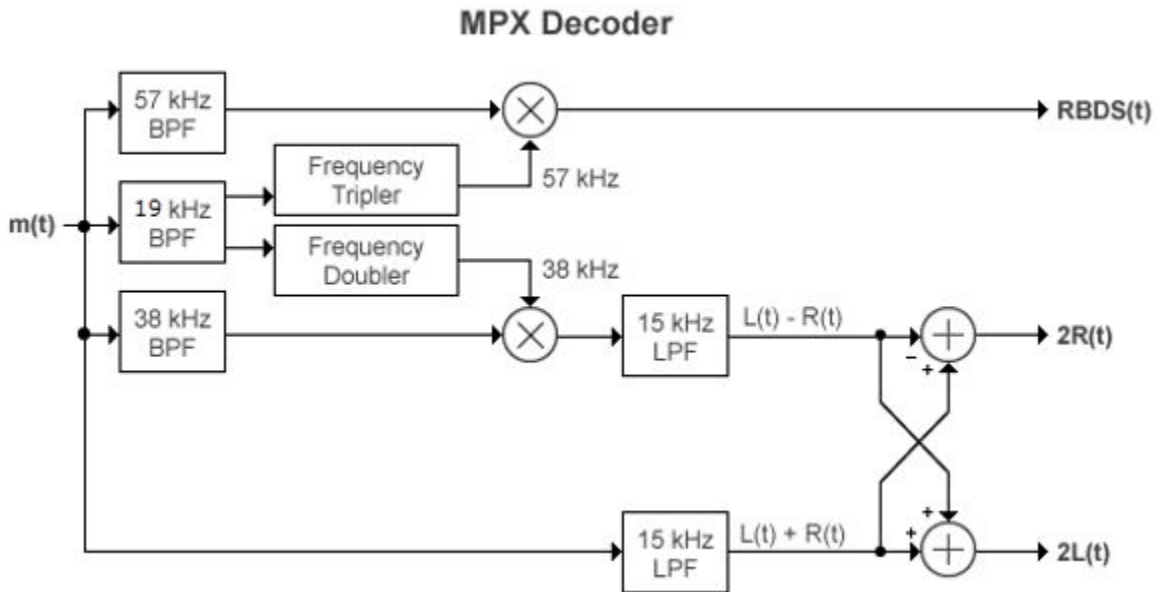 MPX Decoder
57 kHz
BPF
RBDS(t)
Frequency
Tripler
57 kHz
19 kHz
BPF
m(t)
Frequency
Doubler
38 kHz
38 kHz
BPF
15 kHz
LPF
L(t) - R(t)
−
+
2R(t)
15 kHz
LPF
L(t) + R(t)
+
+
2L(t)